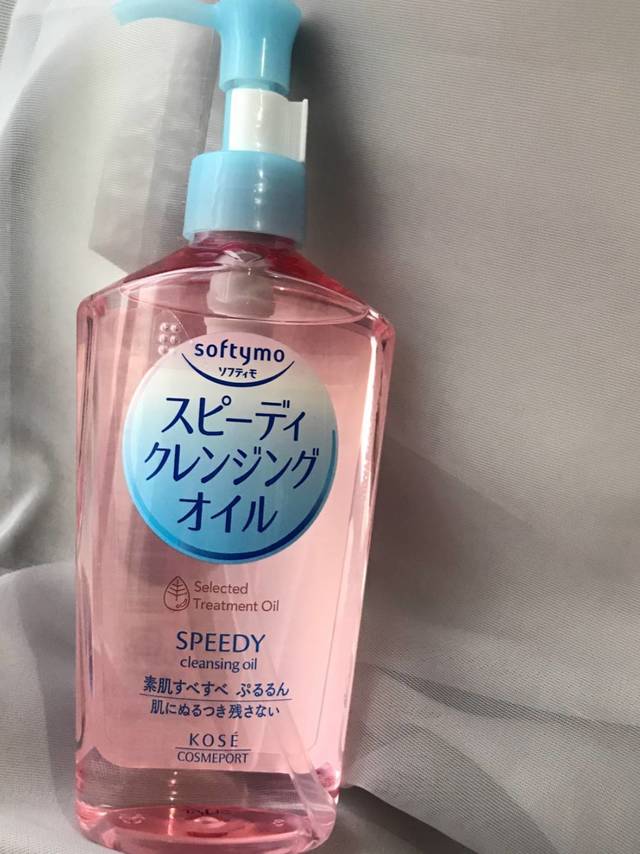 softymo
ソフティモ
スピーディ
クレンジング
オイル
Selected
Treatment Oil
SPEEDY
cleansing oil
素肌すべすべ ぷるるん
肌にぬるつき残さない
KOSÉ
COSMEPORT